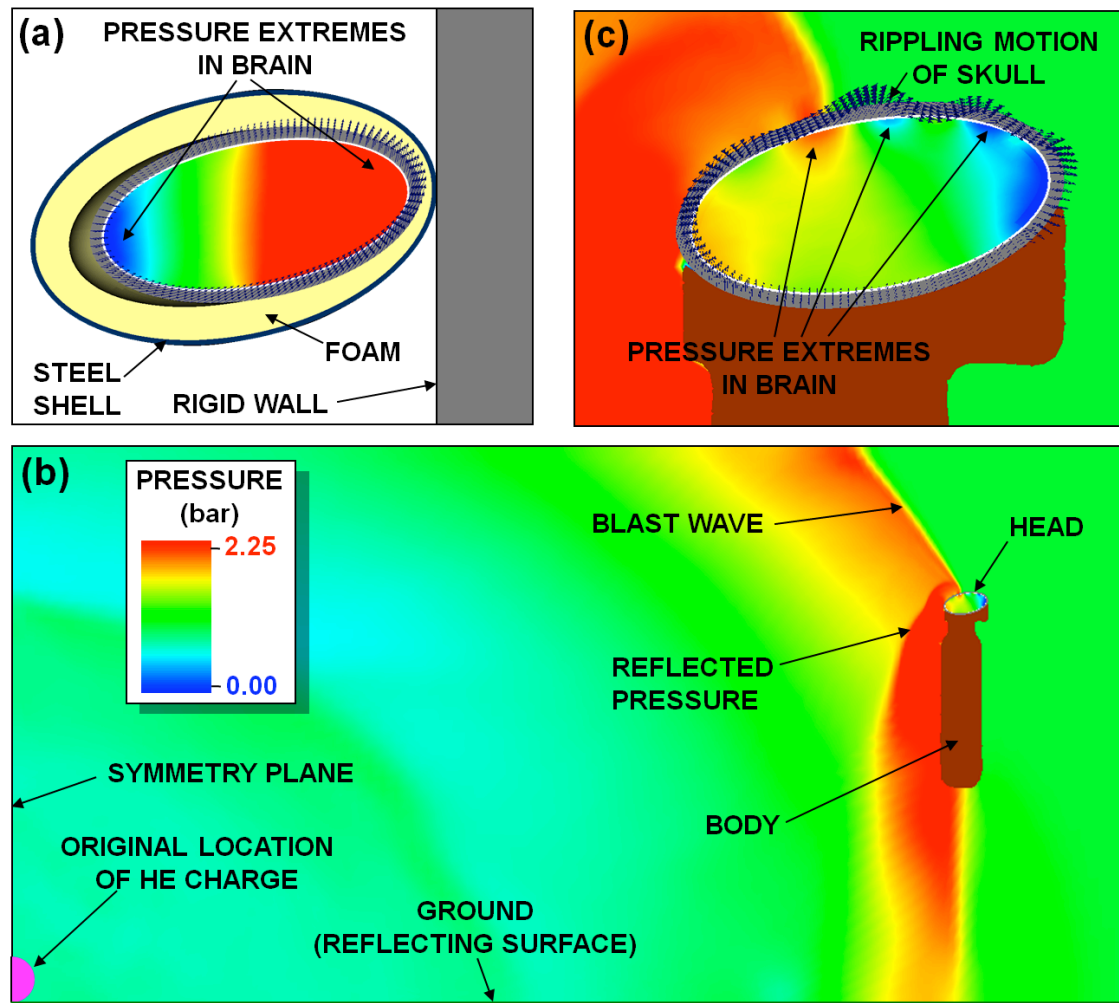 (a)
PRESSURE EXTREMES
IN BRAIN
FOAM
STEEL
SHELL
RIGID WALL
(c)
RIPPLING MOTION
OF SKULL
PRESSURE EXTREMES
IN BRAIN
(b)
PRESSURE
(bar)
2.25
0.00
BLAST WAVE
HEAD
REFLECTED
PRESSURE
SYMMETRY PLANE
BODY
ORIGINAL LOCATION
OF HE CHARGE
GROUND
(REFLECTING SURFACE)